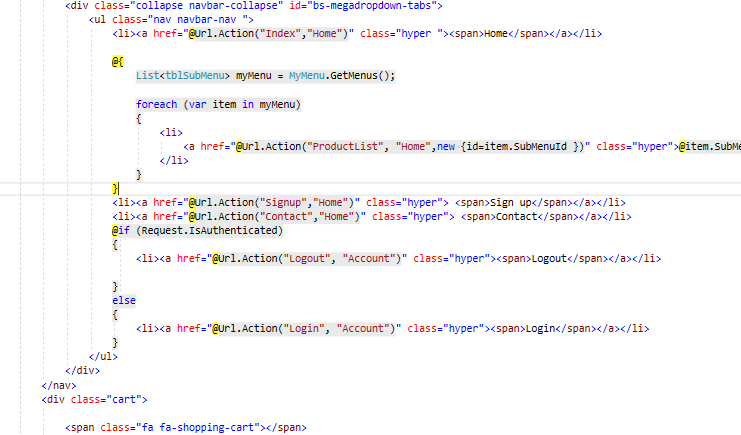 <div class="collapse navbar-collapse" id="bs-megadropdown-tabs">
<ul class="nav navbar-nav ">
<li><a href="@Url.Action("Index","Home")" class="hyper "><span>Home</span></a></li>
@{
List<tblSubMenu> myMenu = MyMenu.GetMenus();
foreach (var item in myMenu)
{
<li>
<a href="@Url.Action("ProductList", "Home",new {id=item.SubMenuId })" class="hyper">@item.SubMe
</li>
}
}
<li><a href="@Url.Action("Signup","Home")" class="hyper"> <span>Sign up</span></a></li>
<li><a href="@Url.Action("Contact","Home")" class="hyper"> <span>Contact</span></a></li>
@if (Request.IsAuthenticated)
{
<li><a href="@Url.Action("Logout", "Account")" class="hyper"><span>Logout</span></a></li>
}
else
{
<li><a href="@Url.Action("Login", "Account")" class="hyper"><span>Login</span></a></li>
}
</ul>
</div>
</nav>
<div class="cart">
<span class="fa fa-shopping-cart"></span>